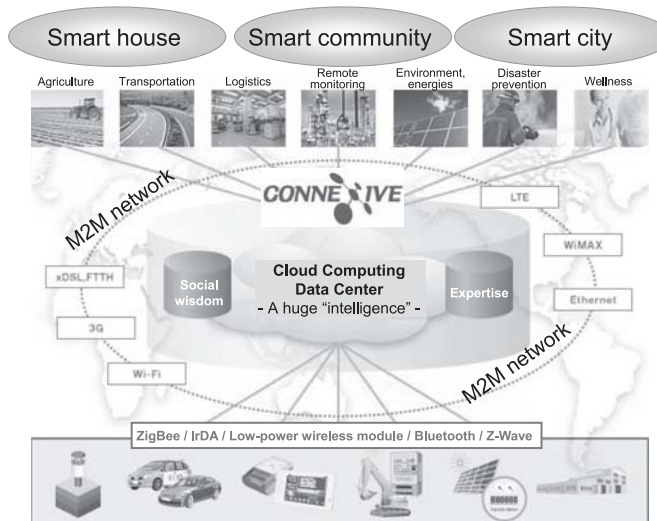 Smart house
Smart community
Smart city
Agriculture
Transportation
Logistics
Remote
monitoring
Environment,
energies
Disaster
prevention
Wellness
CONNEXIVE
M2M network
LTE
WiMAX
xDSL,FTTH
Social
wisdom
Cloud Computing
Data Center
- A huge “intelligence” -
Expertise
Ethernet
3G
Wi-Fi
M2M network
ZigBee / IrDA / Low-power wireless module / Bluetooth / Z-Wave